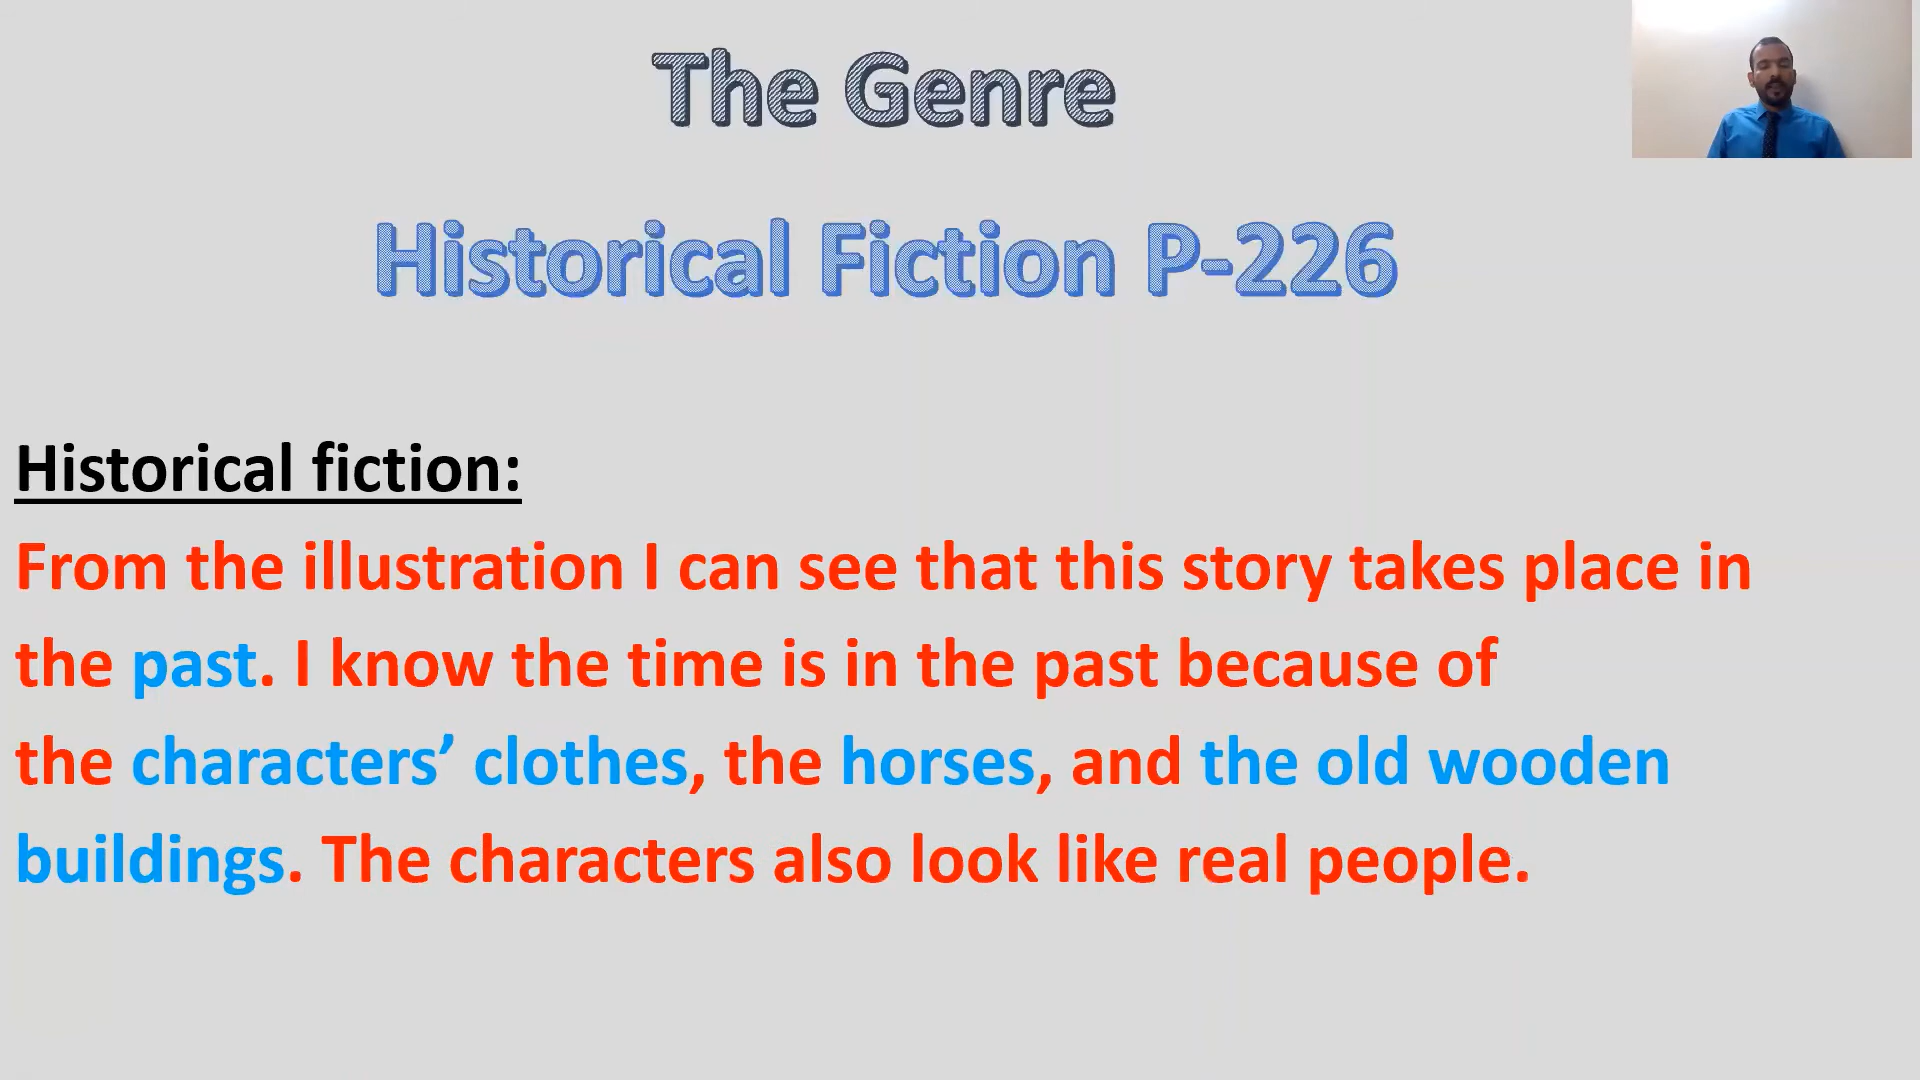 The Genre
Historical Fiction P-226
Historical fiction:
From the illustration I can see that this story takes place in
the past. I know the time is in the past because of
the characters’ clothes, the horses, and the old wooden
buildings. The characters also look like real people.